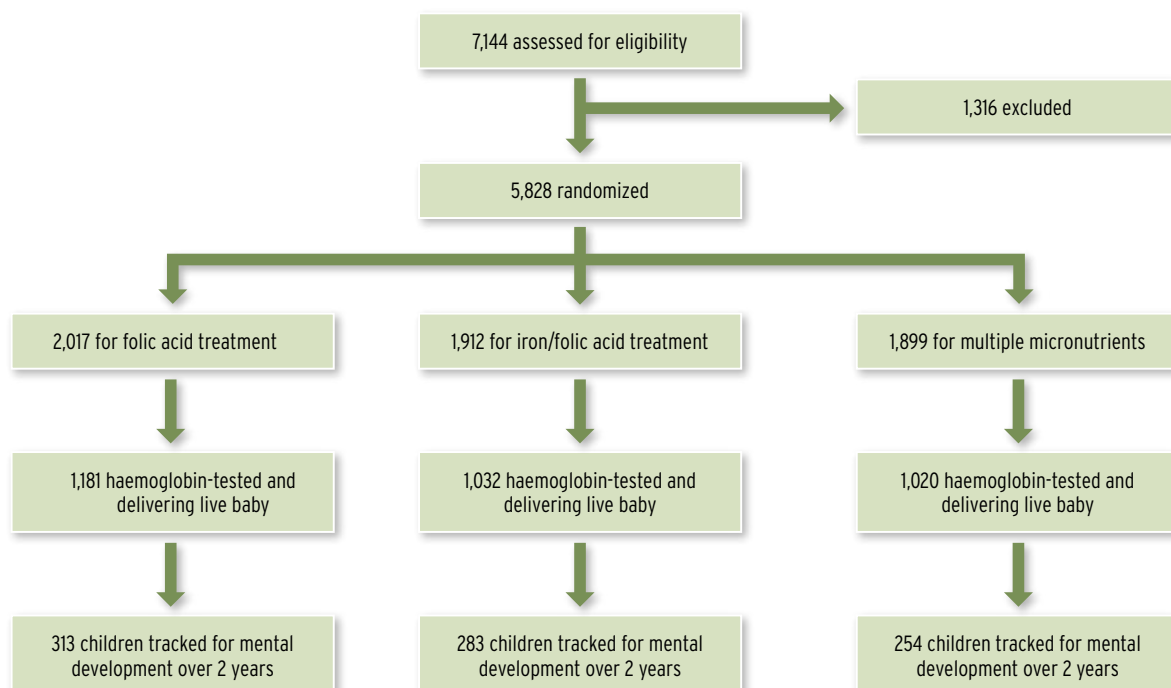 7,144 assessed for eligibility
1,316 excluded
5,828 randomized
2,017 for folic acid treatment
1,912 for iron/folic acid treatment
1,899 for multiple micronutrients
1,181 haemoglobin-tested and
delivering live baby
1,032 haemoglobin-tested and
delivering live baby
1,020 haemoglobin-tested and
delivering live baby
313 children tracked for mental
development over 2 years
283 children tracked for mental
development over 2 years
254 children tracked for mental
development over 2 years